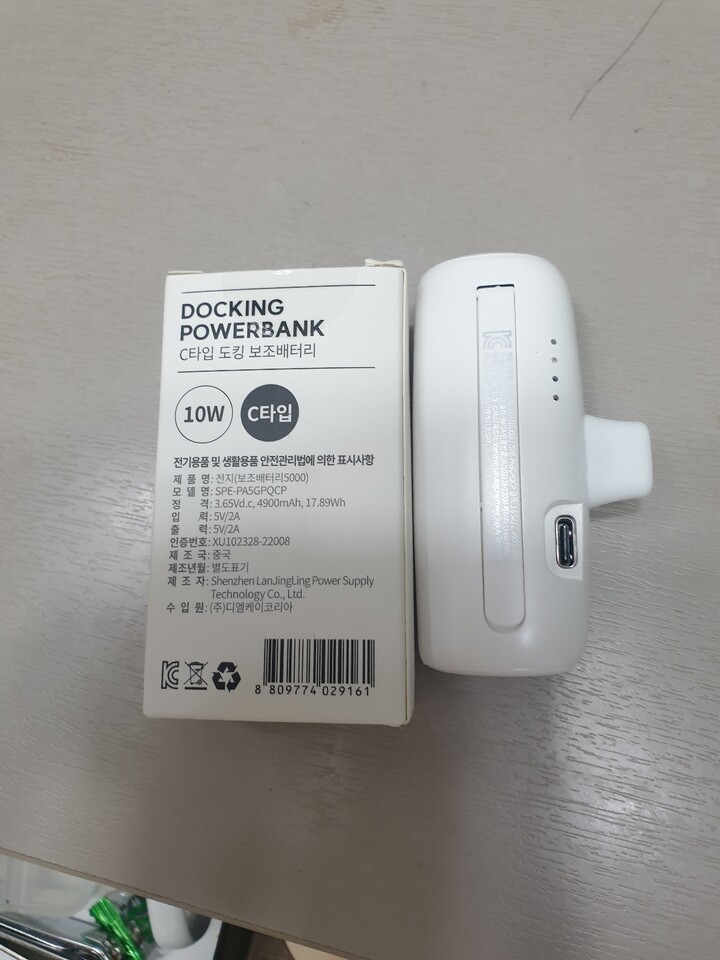 DOCKING
POWERBANK
C타입 도킹 보조배터리
10W
C타입
전기용품 및 생활용품 안전관리법에 의한 표시사항
제 품 명: 전지(보조배터리5000)
모 델 명: SPE-PA5GPQCP
정 격: 3.65Vd.c, 4900mAh, 17.89Wh
입 력: 5V/2A
출 력: 5V/2A
인증번호: XU102328-22008
제 조 국: 중국
제조년월: 별도표기
제 조 자: Shenzhen LanJingLing Power Supply
Technology Co., Ltd.
수 입 원: (주)디엠케이코리아
8 809774 029161